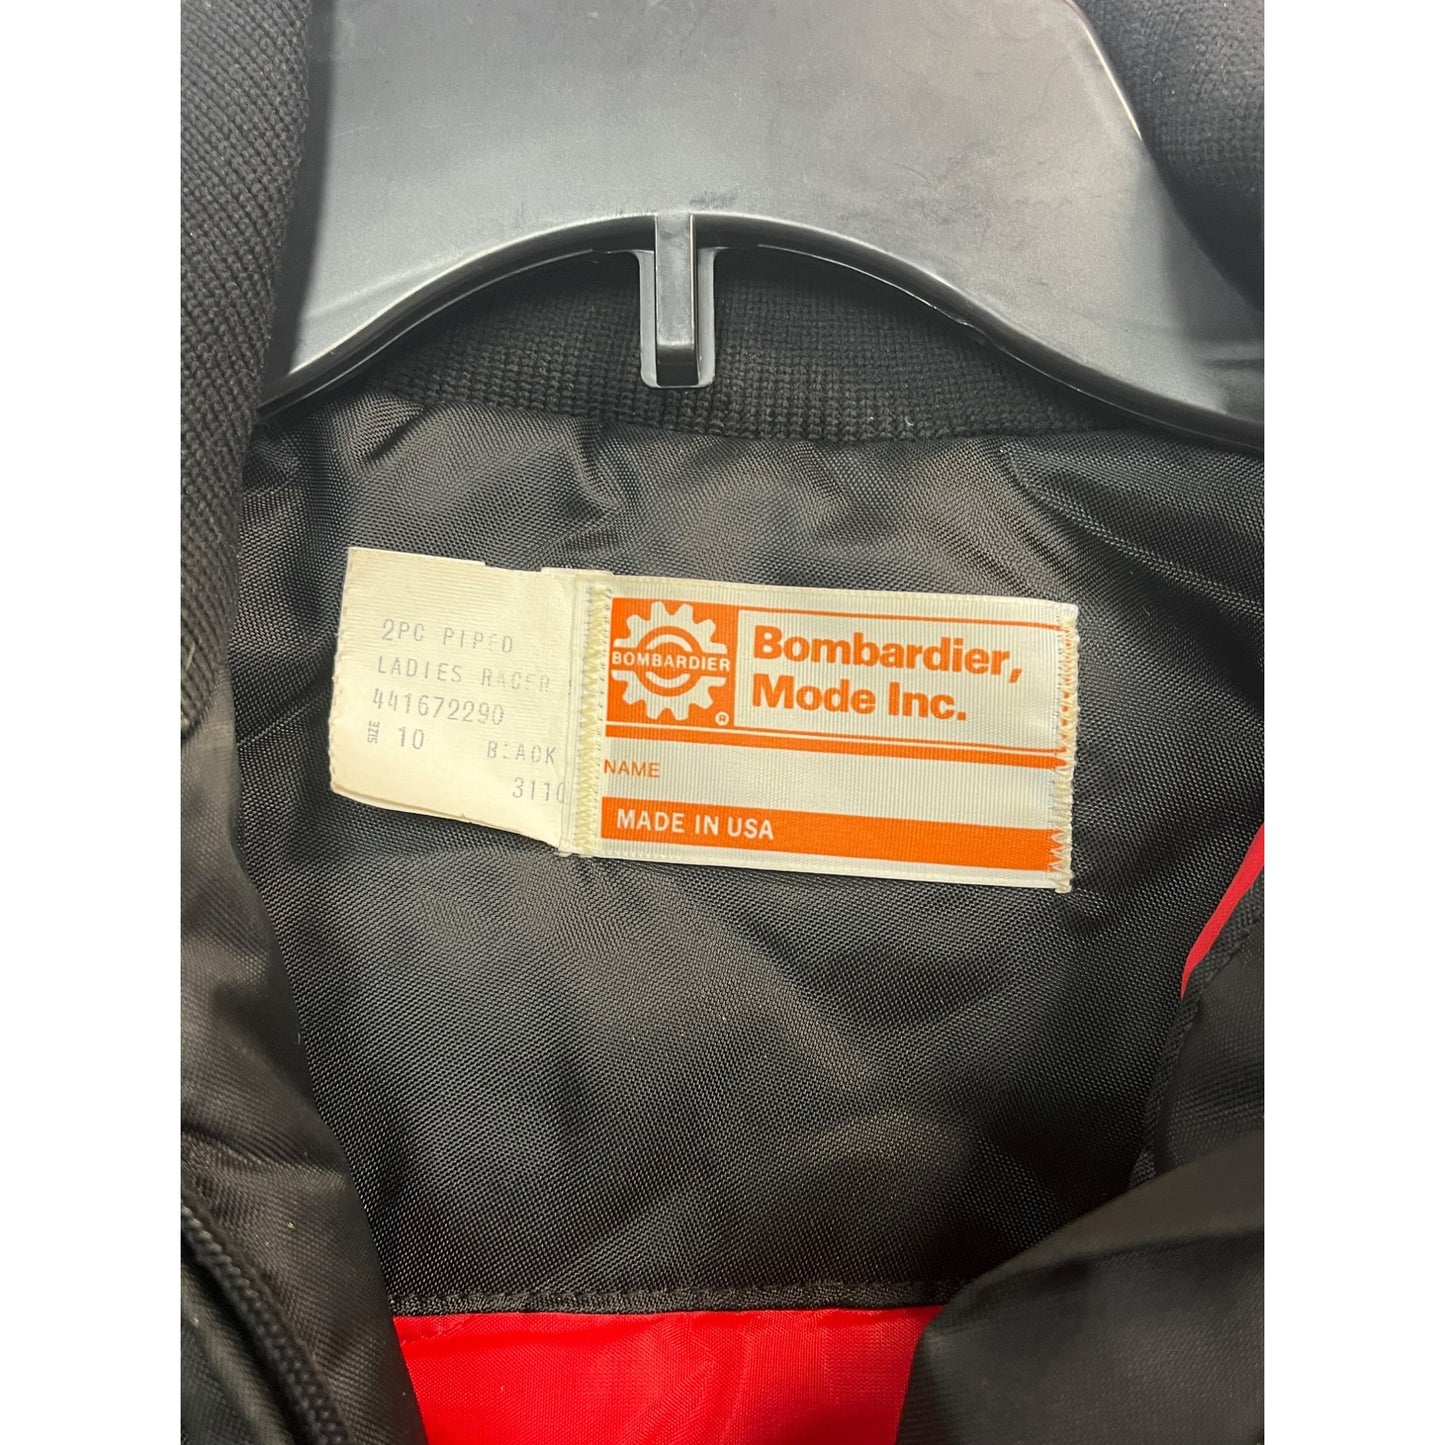 2PC PIPED
LADIES RACER
441672290
SIZE 10 BLACK
3110
BOMBARDIER
®
Bombardier,
Mode Inc.
NAME
MADE IN USA